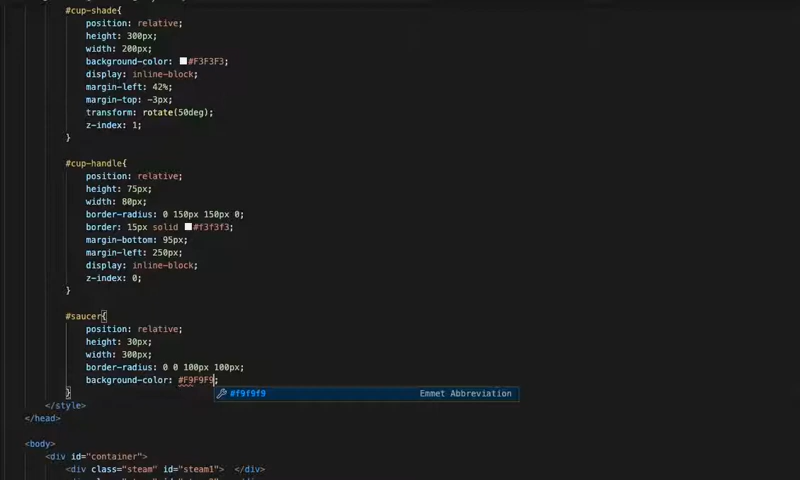 #cup-shade{
position: relative;
height: 300px;
width: 200px;
background-color: #F3F3F3;
display: inline-block;
margin-left: 42%;
margin-top: -3px;
transform: rotate(50deg);
z-index: 1;
}
#cup-handle{
position: relative;
height: 75px;
width: 80px;
border-radius: 0 150px 150px 0;
border: 15px solid #f3f3f3;
margin-bottom: 95px;
margin-left: 250px;
display: inline-block;
z-index: 0;
}
#saucer{
position: relative;
height: 30px;
width: 300px;
border-radius: 0 0 100px 100px;
background-color: #F9F9F9;
#f9f9f9 Emmet Abbreviation
}
</style>
</head>
<body>
<div id="container">
<div class="steam" id="steam1">  </div>